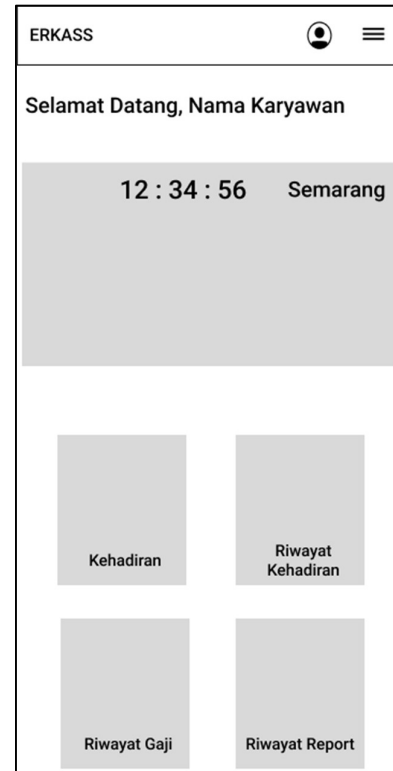 ERKASS
Selamat Datang, Nama Karyawan
12 : 34 : 56 Semarang
Kehadiran
Riwayat
Kehadiran
Riwayat Gaji
Riwayat Report